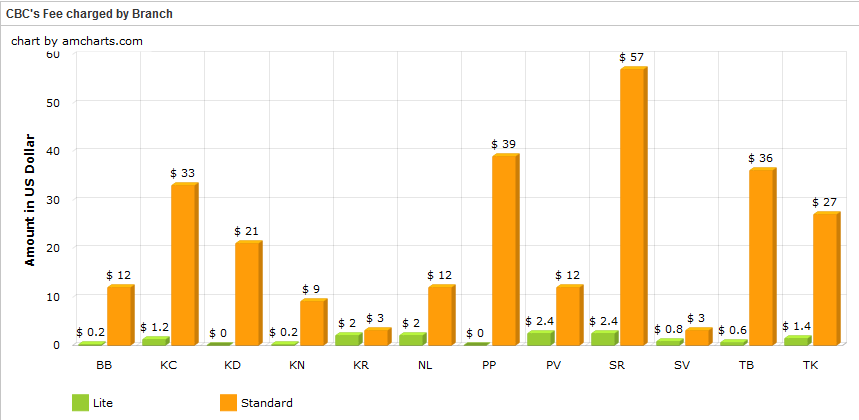 CBC's Fee charged by Branch
chart by amcharts.com
60
50
40
30
20
10
0
Amount in US Dollar
$ 0.2 $ 12 $ 1.2 $ 33 $ 0 $ 21 $ 0.2 $ 9 $ 2 $ 3 $ 2 $ 12 $ 0 $ 39 $ 2.4 $ 12 $ 2.4 $ 57 $ 0.8 $ 3 $ 0.6 $ 36 $ 1.4 $ 27
BB KC KD KN KR NL PP PV SR SV TB TK
Lite Standard